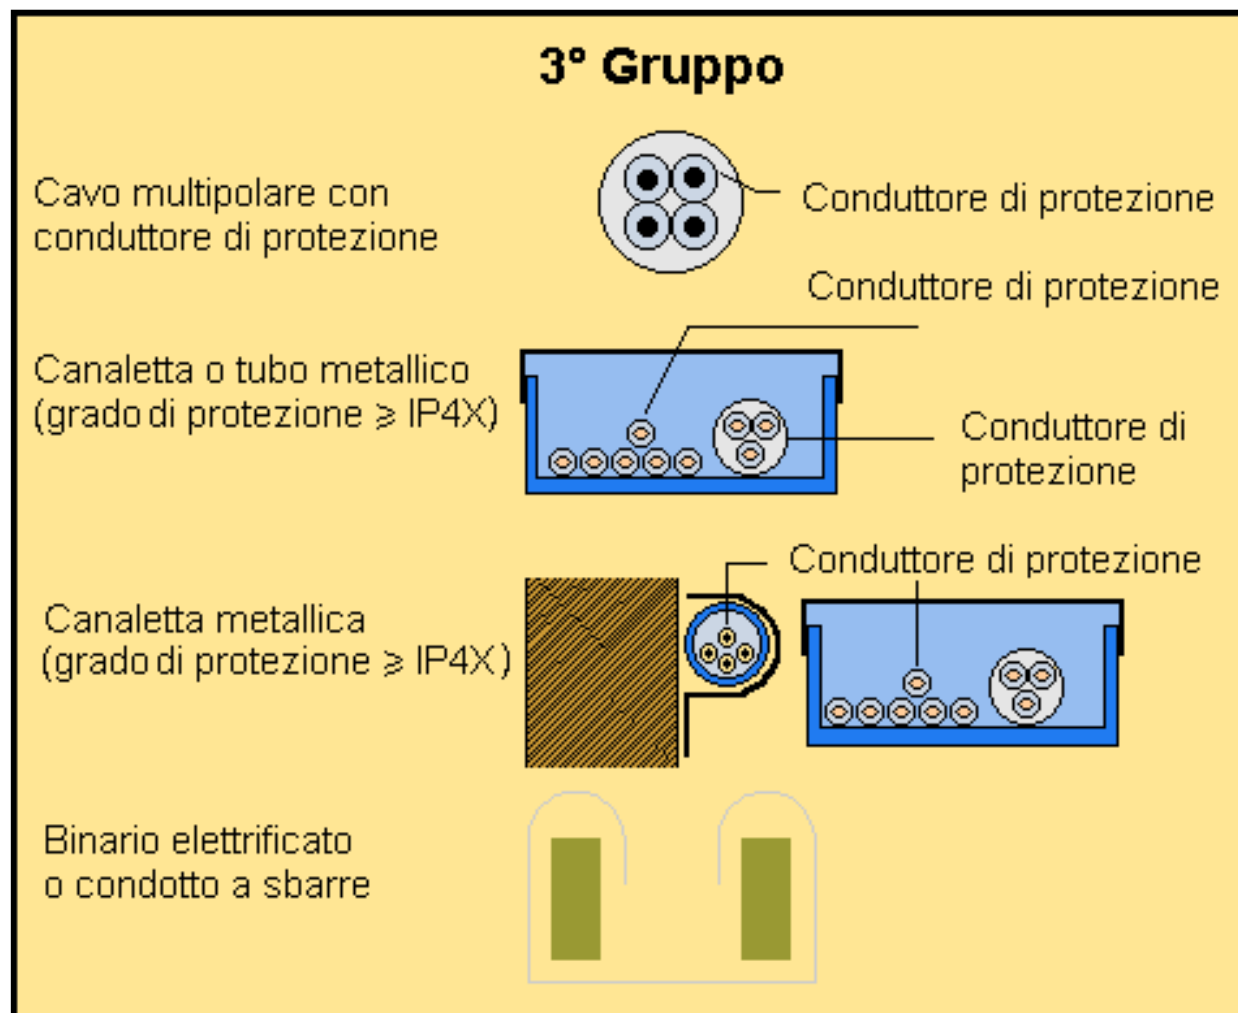 3° Gruppo
Cavo multipolare con
conduttore di protezione
Conduttore di protezione
Conduttore di protezione
Canaletta o tubo metallico
(grado di protezione ⩾ IP4X)
Conduttore di
protezione
Conduttore di protezione
Canaletta metallica
(grado di protezione ⩾ IP4X)
Binario elettrificato
o condotto a sbarre